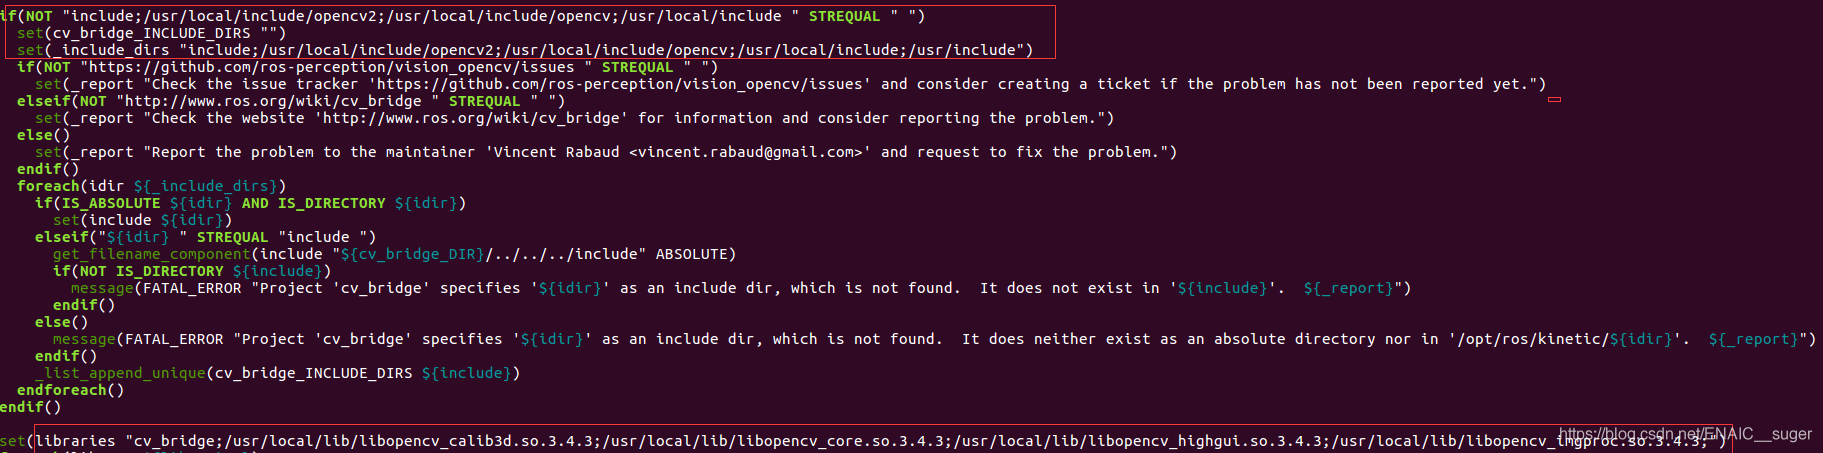 if(NOT "include;/usr/local/include/opencv2;/usr/local/include/opencv;/usr/local/include " STREQUAL " ")
  set(cv_bridge_INCLUDE_DIRS "")
  set(_include_dirs "include;/usr/local/include/opencv2;/usr/local/include/opencv;/usr/local/include;/usr/include")
  if(NOT "https://github.com/ros-perception/vision_opencv/issues " STREQUAL " ")
    set(_report "Check the issue tracker 'https://github.com/ros-perception/vision_opencv/issues' and consider creating a ticket if the problem has not been reported yet.")
  elseif(NOT "http://www.ros.org/wiki/cv_bridge " STREQUAL " ")
    set(_report "Check the website 'http://www.ros.org/wiki/cv_bridge' for information and consider reporting the problem.")
  else()
    set(_report "Report the problem to the maintainer 'Vincent Rabaud <vincent.rabaud@gmail.com>' and request to fix the problem.")
  endif()
  foreach(idir ${_include_dirs})
    if(IS_ABSOLUTE ${idir} AND IS_DIRECTORY ${idir})
      set(include ${idir})
    elseif("${idir} " STREQUAL "include ")
      get_filename_component(include "${cv_bridge_DIR}/../../../include" ABSOLUTE)
      if(NOT IS_DIRECTORY ${include})
        message(FATAL_ERROR "Project 'cv_bridge' specifies '${idir}' as an include dir, which is not found.  It does not exist in '${include}'.  ${_report}")
      endif()
    else()
      message(FATAL_ERROR "Project 'cv_bridge' specifies '${idir}' as an include dir, which is not found.  It does neither exist as an absolute directory nor in '/opt/ros/kinetic/${idir}'.  ${_report}")
    endif()
    _list_append_unique(cv_bridge_INCLUDE_DIRS ${include})
  endforeach()
endif()
set(libraries "cv_bridge;/usr/local/lib/libopencv_calib3d.so.3.4.3;/usr/local/lib/libopencv_core.so.3.4.3;/usr/local/lib/libopencv_highgui.so.3.4.3;/usr/local/lib/libopencv_imgproc.so.3.4.3;")
https://blog.csdn.net/ENAIC__suger